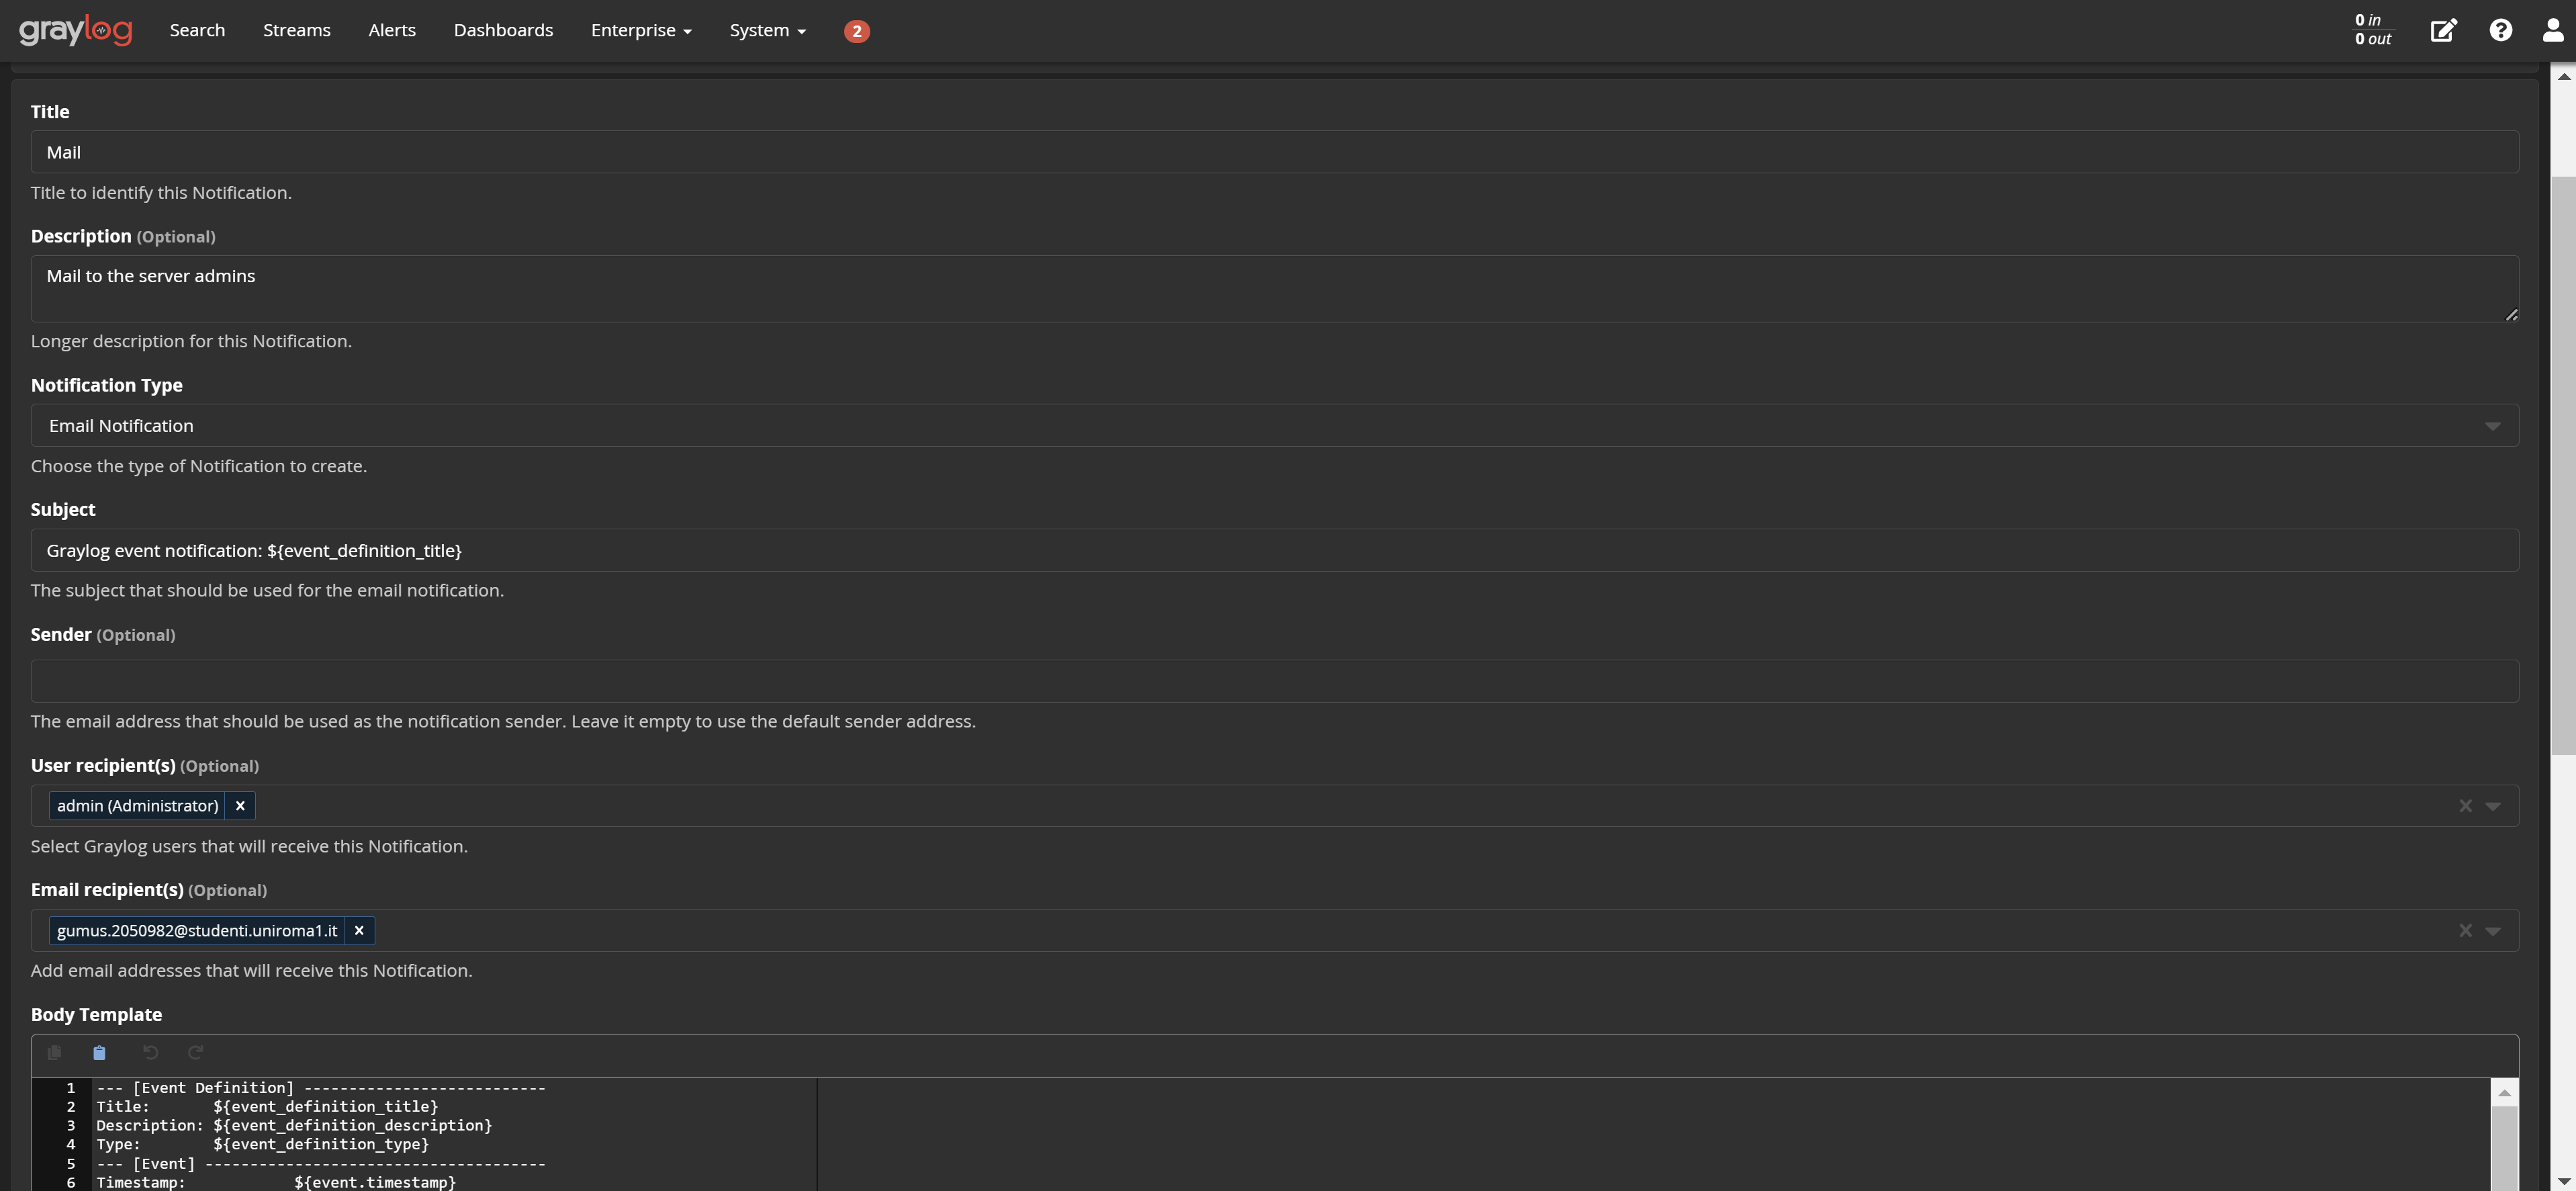 graylog Search Streams Alerts Dashboards Enterprise System 2 0 in
0 out
Title
Mail
Title to identify this Notification.
Description (Optional)
Mail to the server admins
Longer description for this Notification.
Notification Type
Email Notification
Choose the type of Notification to create.
Subject
Graylog event notification: ${event_definition_title}
The subject that should be used for the email notification.
Sender (Optional)
The email address that should be used as the notification sender. Leave it empty to use the default sender address.
User recipient(s) (Optional)
admin (Administrator) ×
Select Graylog users that will receive this Notification.
Email recipient(s) (Optional)
gumus.2050982@studenti.uniroma1.it ×
Add email addresses that will receive this Notification.
Body Template
1 --- [Event Definition] ---------------------------
2 Title:       ${event_definition_title}
3 Description: ${event_definition_description}
4 Type:        ${event_definition_type}
5 --- [Event] --------------------------------------
6 Timestamp:            ${event.timestamp}